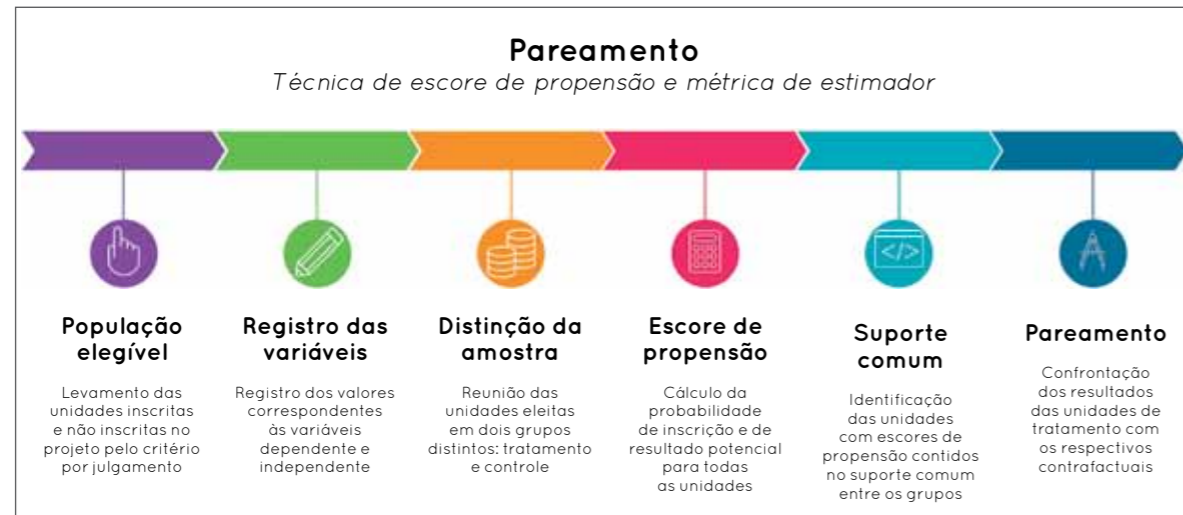 Pareamento
Técnica de escore de propensão e métrica de estimador
</>
População
elegível
Levamento das
unidades inscritas
e não inscritas no
projeto pelo critério
por julgamento
Registro das
variáveis
Registro dos valores
correspondentes
às variáveis
dependente e
independente
Distinção da
amostra
Reunião das
unidades eleitas
em dois grupos
distintos: tratamento
e controle
Escore de
propensão
Cálculo da
probabilidade
de inscrição e de
resultado potencial
para todas
as unidades
Suporte
comum
Identificação
das unidades
com escores de
propensão contidos
no suporte comum
entre os grupos
Pareamento
Confrontação
dos resultados
das unidades de
tratamento com
os respectivos
contrafactuais